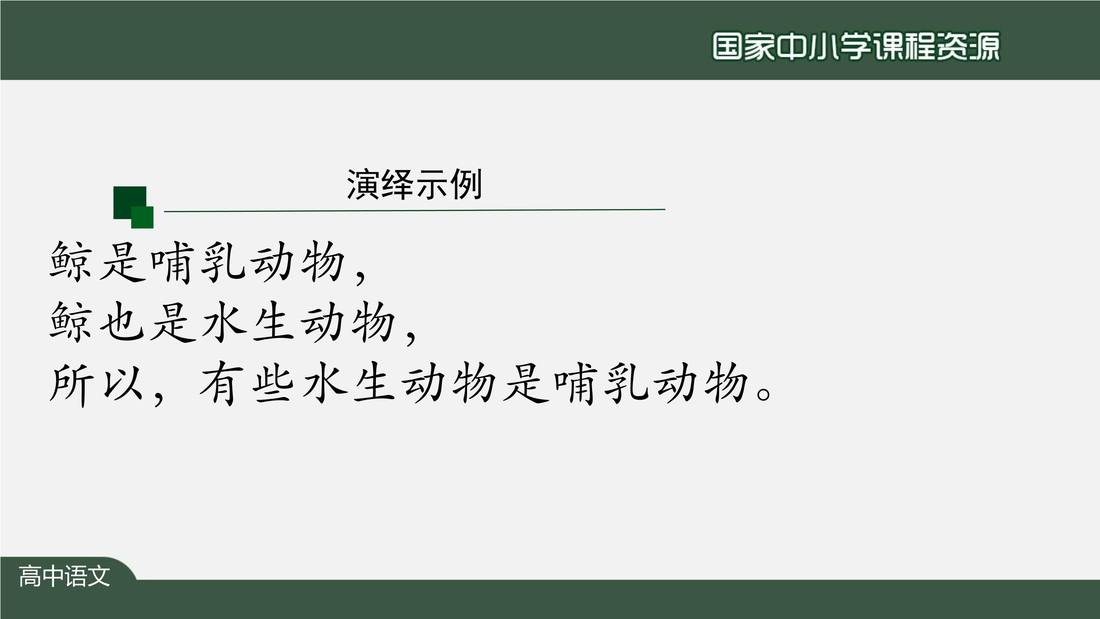 国家中小学课程资源
演绎示例
鲸是哺乳动物，
鲸也是水生动物，
所以，有些水生动物是哺乳动物。
高中语文